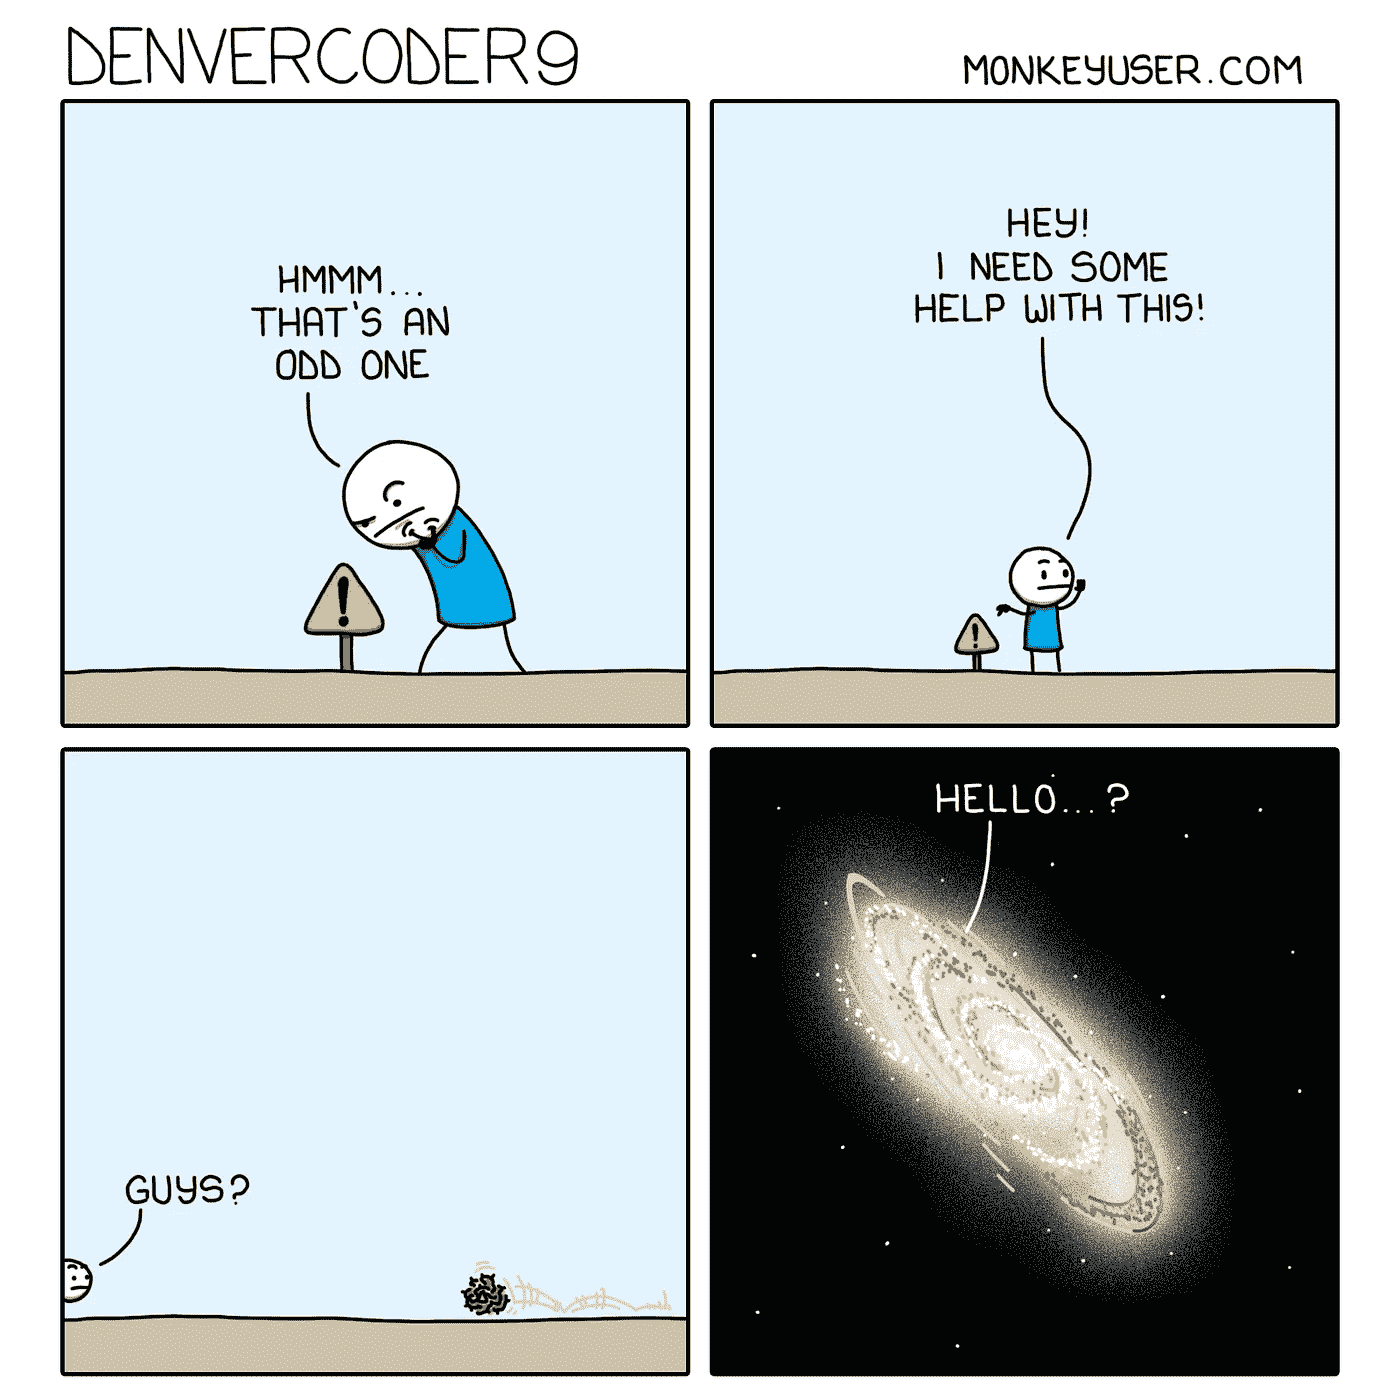 DENVERCODER9
MONKEYUSER.COM
HMMM...
THAT'S AN
ODD ONE
!
HEY!
I NEED SOME
HELP WITH THIS!
!
GUYS?
HELLO...?